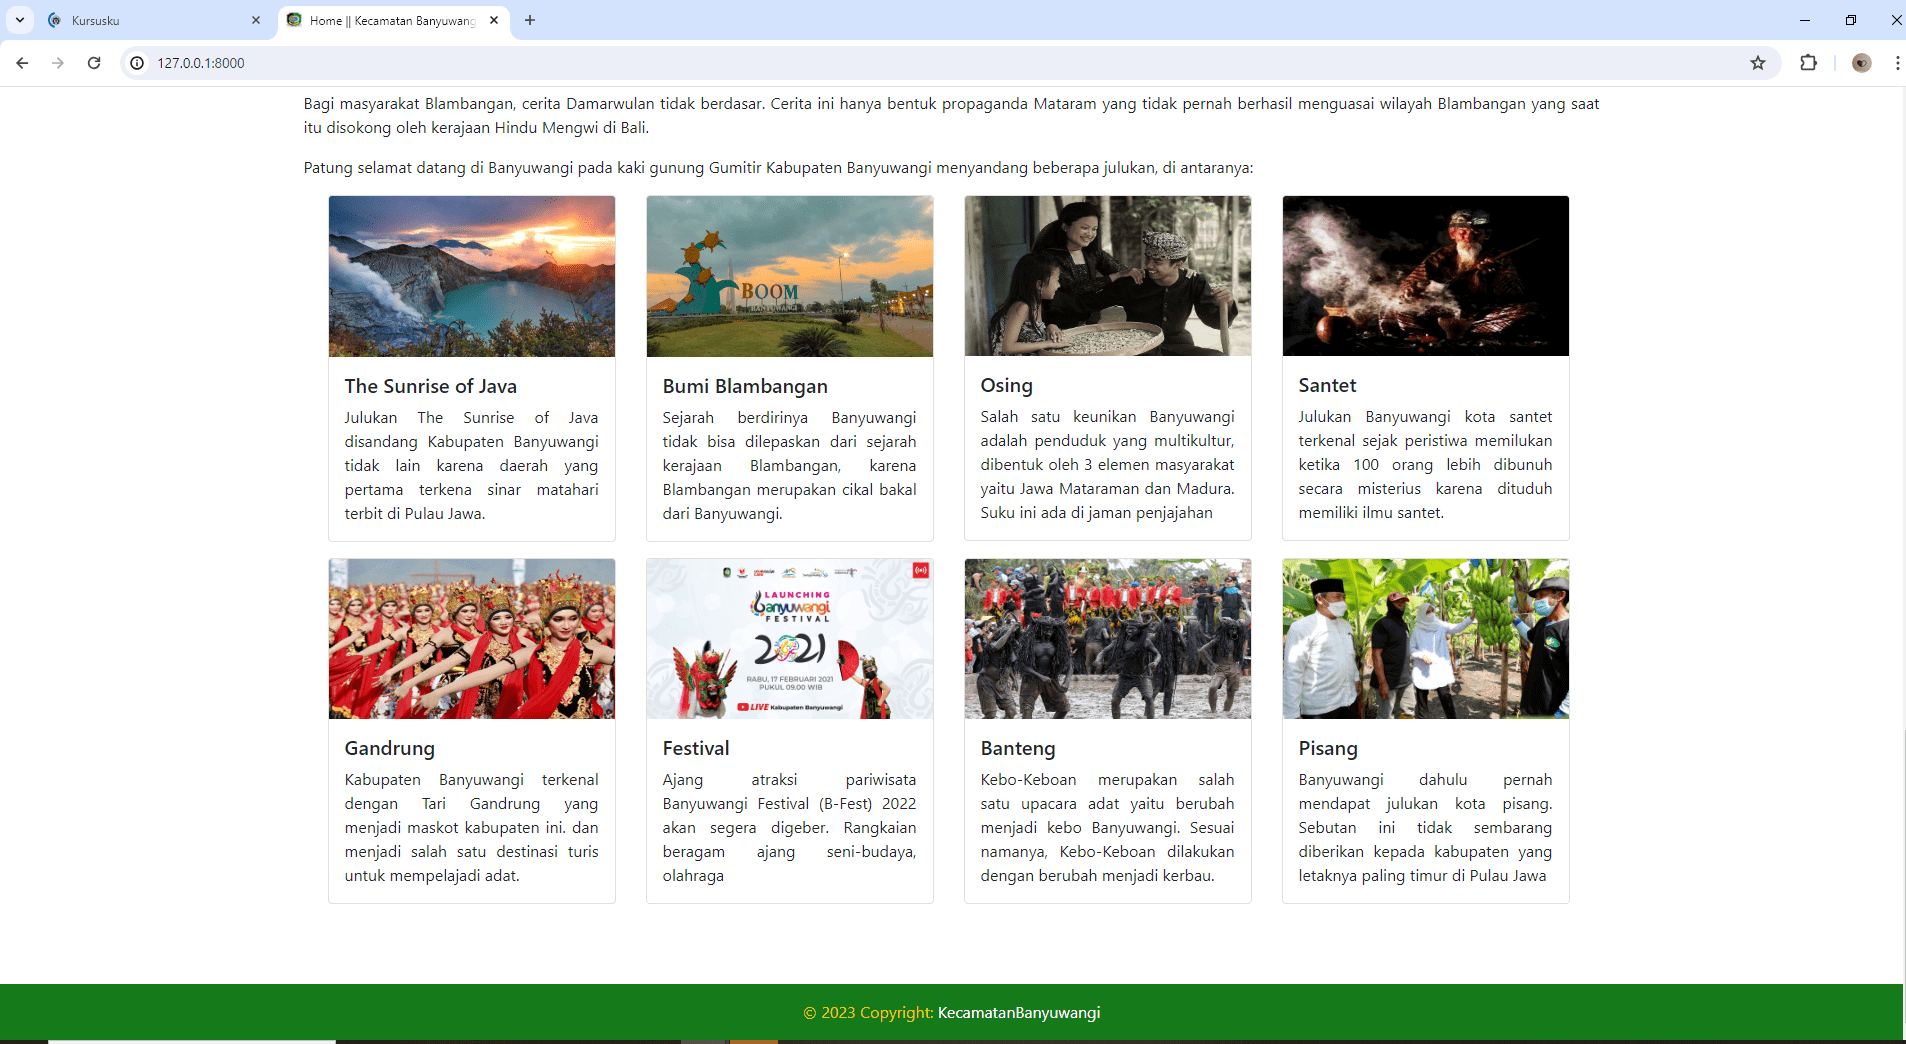 Kursusku
Home || Kecamatan Banyuwang
127.0.0.1:8000
Bagi masyarakat Blambangan, cerita Damarwulan tidak berdasar. Cerita ini hanya bentuk propaganda Mataram yang tidak pernah berhasil menguasai wilayah Blambangan yang saat
itu disokong oleh kerajaan Hindu Mengwi di Bali.
Patung selamat datang di Banyuwangi pada kaki gunung Gumitir Kabupaten Banyuwangi menyandang beberapa julukan, di antaranya:
BOOM
BANYUWANGI
The Sunrise of Java
Julukan The Sunrise of Java
disandang Kabupaten Banyuwangi
tidak lain karena daerah yang
pertama terkena sinar matahari
terbit di Pulau Jawa.
Bumi Blambangan
Sejarah berdirinya Banyuwangi
tidak bisa dilepaskan dari sejarah
kerajaan Blambangan, karena
Blambangan merupakan cikal bakal
dari Banyuwangi.
Osing
Salah satu keunikan Banyuwangi
adalah penduduk yang multikultur,
dibentuk oleh 3 elemen masyarakat
yaitu Jawa Mataraman dan Madura.
Suku ini ada di jaman penjajahan
Santet
Julukan Banyuwangi kota santet
terkenal sejak peristiwa memilukan
ketika 100 orang lebih dibunuh
secara misterius karena dituduh
memiliki ilmu santet.
LAUNCHING
Banyuwangi
FESTIVAL
2021
RABU, 17 FEBRUARI 2021
PUKUL 09.00 WIB
LIVE Kabupaten Banyuwangi
Gandrung
Kabupaten Banyuwangi terkenal
dengan Tari Gandrung yang
menjadi maskot kabupaten ini. dan
menjadi salah satu destinasi turis
untuk mempelajadi adat.
Festival
Ajang atraksi pariwisata
Banyuwangi Festival (B-Fest) 2022
akan segera digeber. Rangkaian
beragam ajang seni-budaya,
olahraga
Banteng
Kebo-Keboan merupakan salah
satu upacara adat yaitu berubah
menjadi kebo Banyuwangi. Sesuai
namanya, Kebo-Keboan dilakukan
dengan berubah menjadi kerbau.
Pisang
Banyuwangi dahulu pernah
mendapat julukan kota pisang.
Sebutan ini tidak sembarang
diberikan kepada kabupaten yang
letaknya paling timur di Pulau Jawa
© 2023 Copyright: KecamatanBanyuwangi